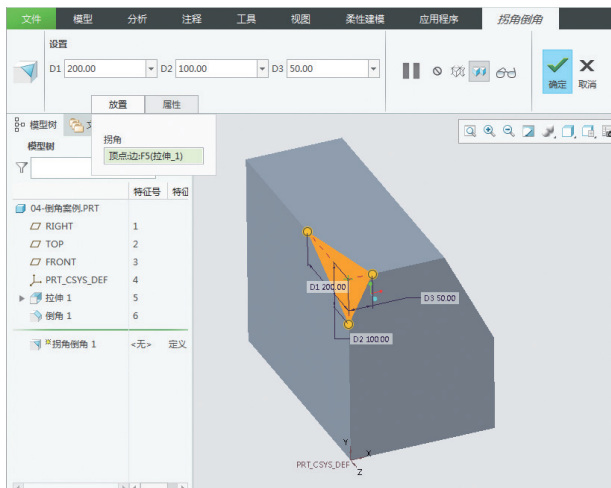 文件 模型 分析 注释 工具 视图 柔性建模 应用程序 拐角倒角
设置
D1 200.00 D2 100.00 D3 50.00
确定 取消
放置 属性
模型树
拐角
模型树
顶点:边:F5(拉伸_1)
特征号
04-倒角案例.PRT
RIGHT 1
TOP 2
FRONT 3
PRT_CSYS_DEF 4
拉伸 1 5
倒角 1 6
拐角倒角 1 <无> 定义
D1 200.00
D3 50.00
D2 100.00
Y
X
PRT_CSYS_DEF
Z